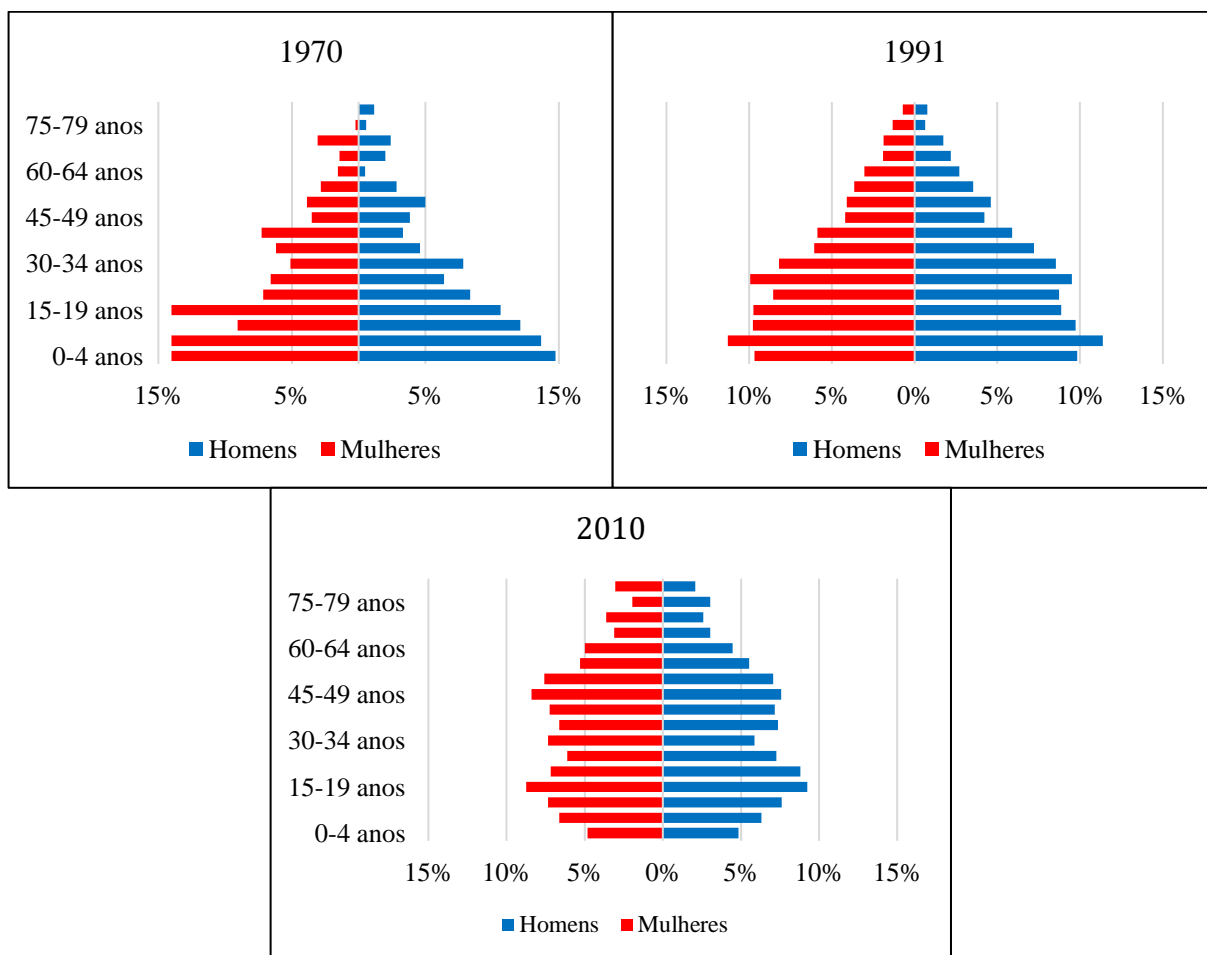 1970
75-79 anos
60-64 anos
45-49 anos
30-34 anos
15-19 anos
0-4 anos
15% 5% 5% 15%
Homens Mulheres
1991
15% 10% 5% 0% 5% 10% 15%
Homens Mulheres
2010
75-79 anos
60-64 anos
45-49 anos
30-34 anos
15-19 anos
0-4 anos
15% 10% 5% 0% 5% 10% 15%
Homens Mulheres